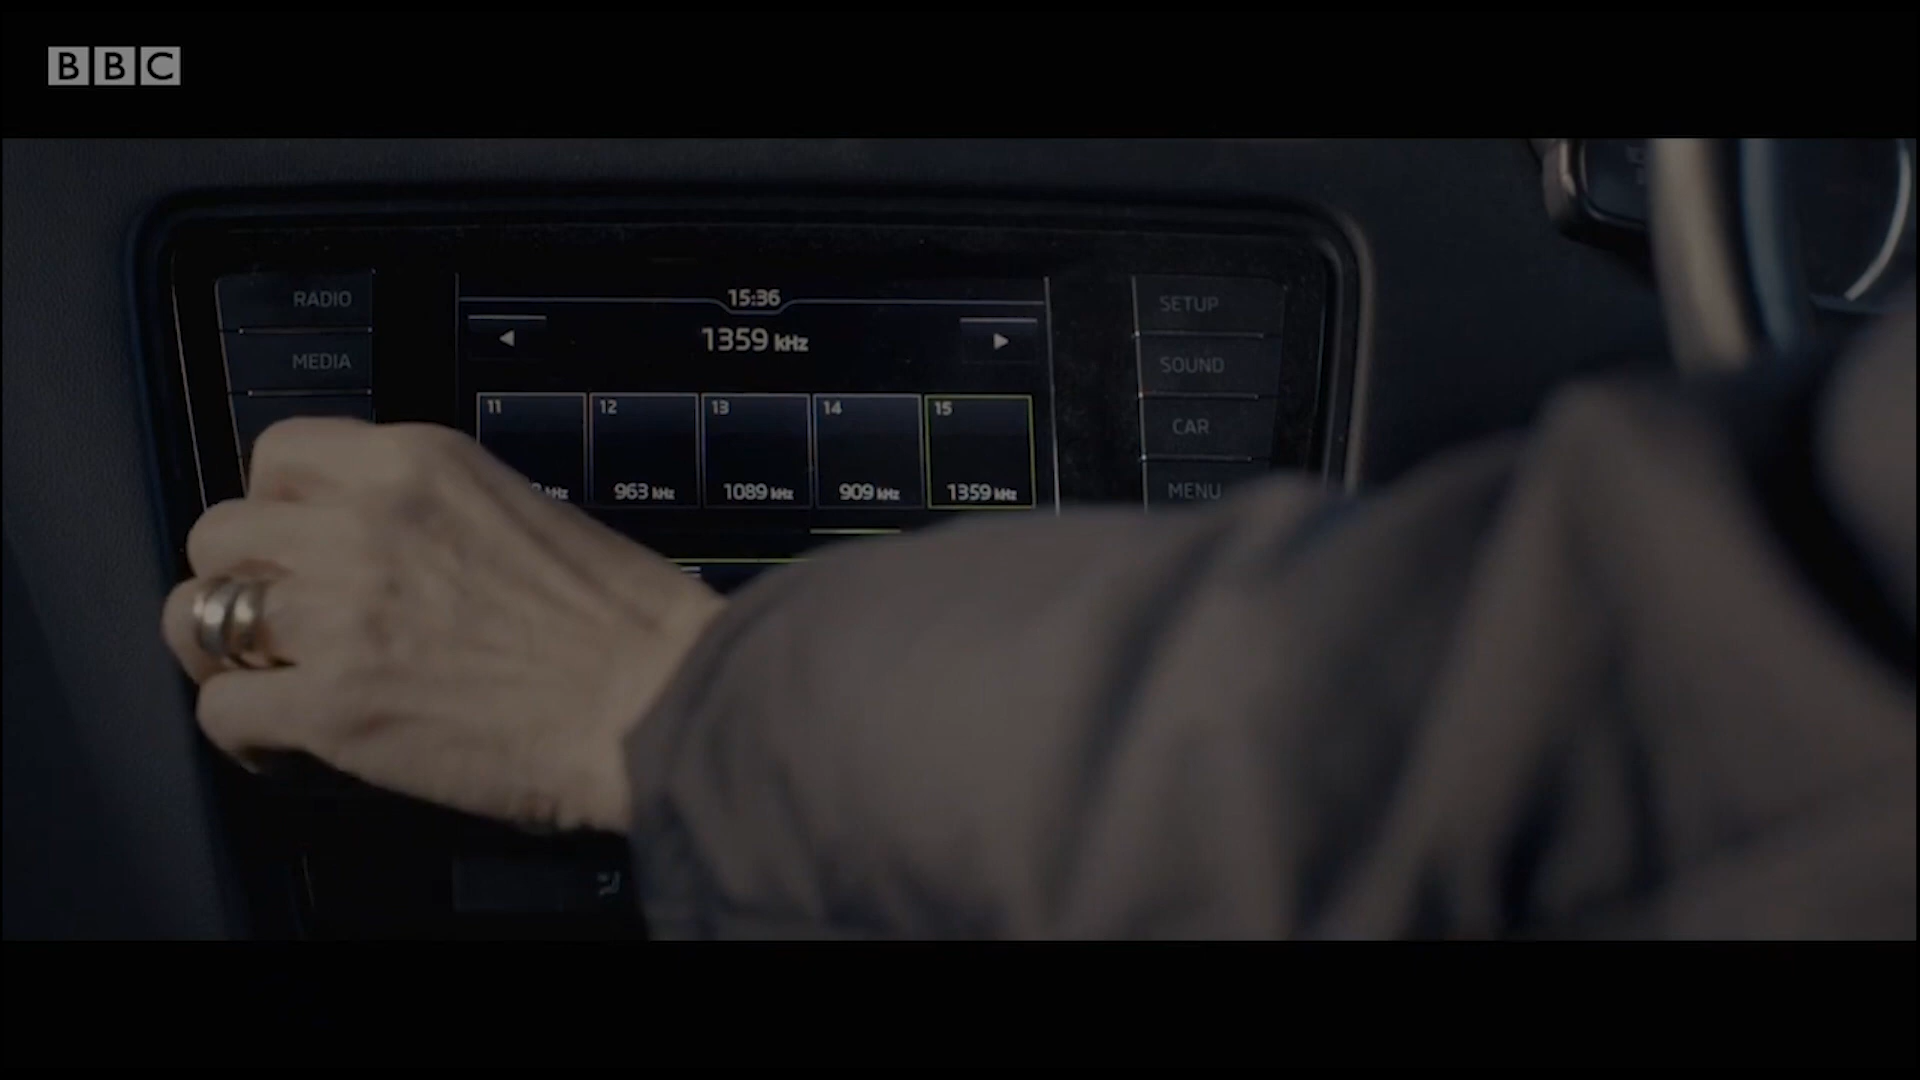 BBC
RADIO
MEDIA
15:36
1359 kHz
11
12
13
14
15
kHz
963 kHz
1089 kHz
909 kHz
1359 kHz
SETUP
SOUND
CAR
MENU